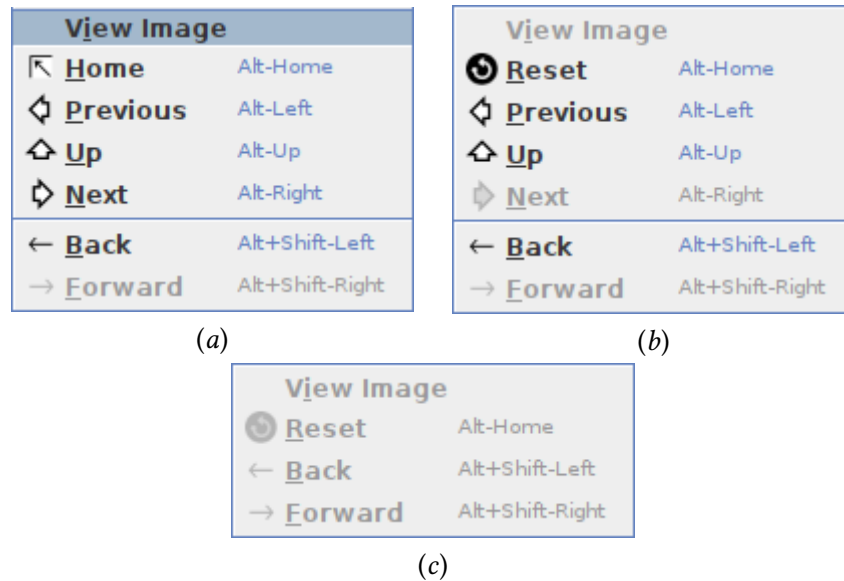 View Image
Home Alt-Home
Previous Alt-Left
Up Alt-Up
Next Alt-Right
Back Alt+Shift-Left
Forward Alt+Shift-Right
(a)
View Image
Reset Alt-Home
Previous Alt-Left
Up Alt-Up
Next Alt-Right
Back Alt+Shift-Left
Forward Alt+Shift-Right
(b)
View Image
Reset Alt-Home
Back Alt+Shift-Left
Forward Alt+Shift-Right
(c)